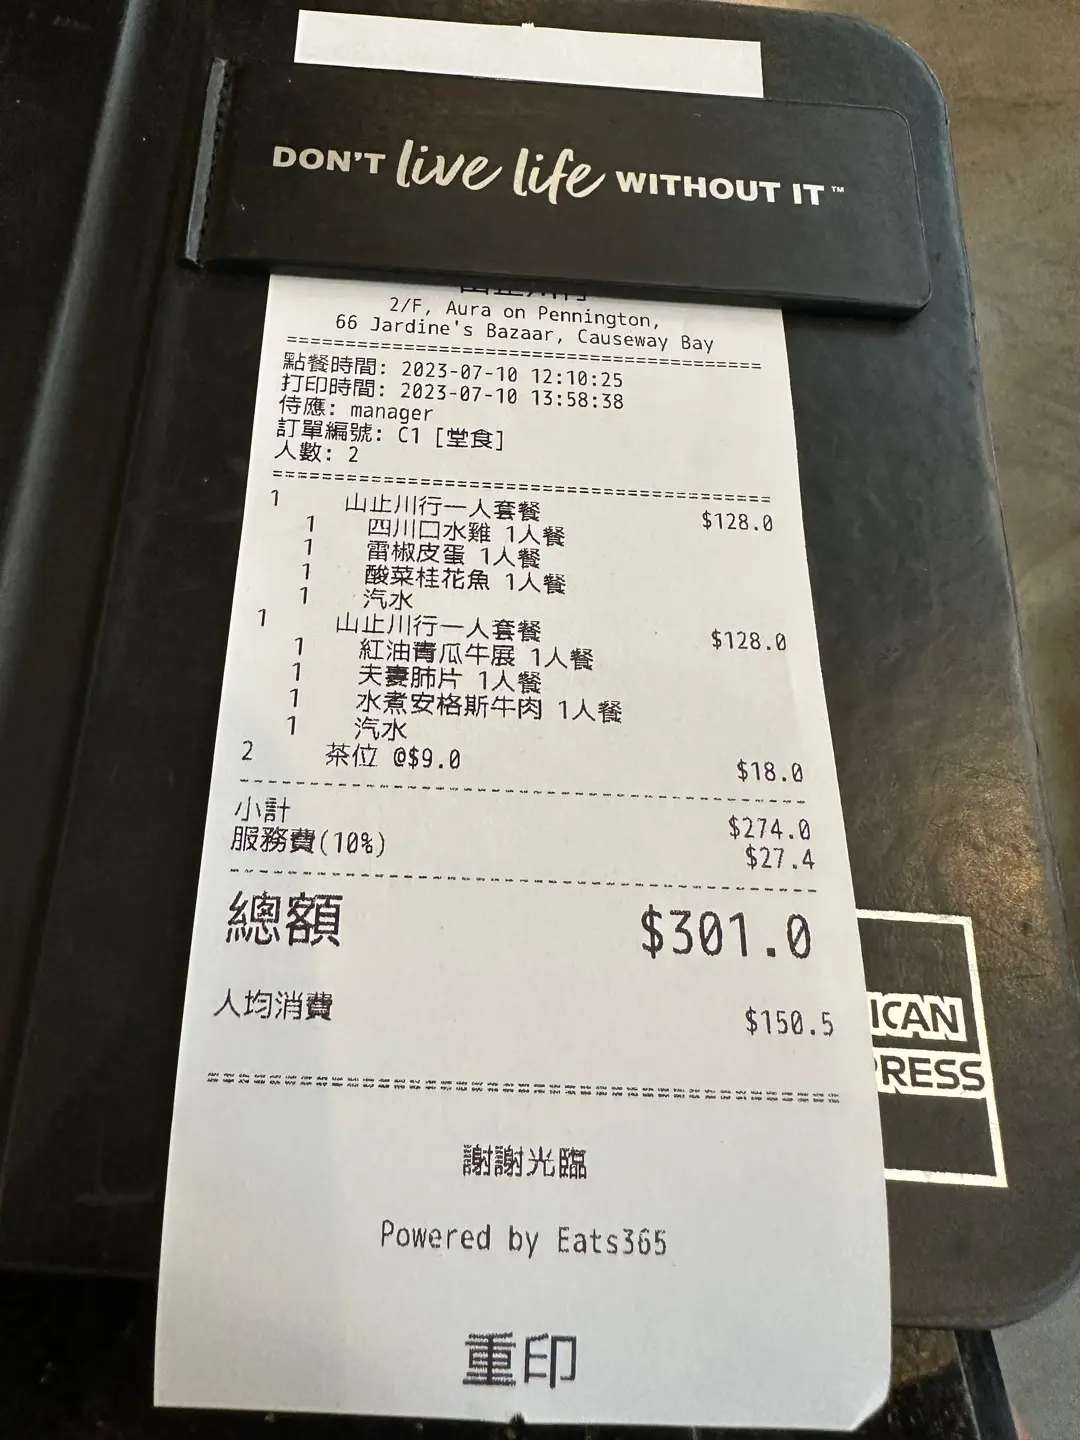 DON'T live life WITHOUT IT™
2/F, Aura on Pennington,
66 Jardine's Bazaar, Causeway Bay
點餐時間: 2023-07-10 12:10:25
打印時間: 2023-07-10 13:58:38
侍應: manager
訂單編號: C1 [堂食]
人數: 2
1 山止川行一人套餐 $128.0
1 四川口水雞 1人餐
1 雷椒皮蛋 1人餐
1 酸菜桂花魚 1人餐
1 汽水
1 山止川行一人套餐 $128.0
1 紅油青瓜牛展 1人餐
1 夫妻肺片 1人餐
1 水煮安格斯牛肉 1人餐
1 汽水
2 茶位 @$9.0 $18.0
小計 $274.0
服務費(10%) $27.4
總額 $301.0
人均消費 $150.5
ICAN
PRESS
謝謝光臨
Powered by Eats365
重印